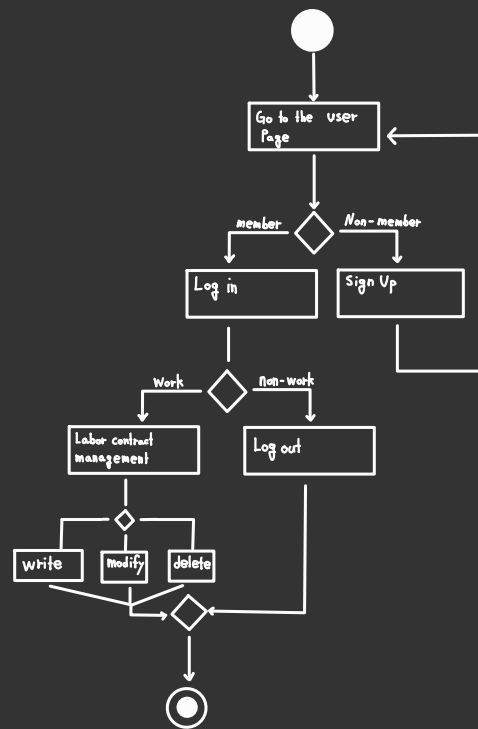 Go to the user
Page
member
Non-member
Log in
Sign Up
Work
non-work
Labor contract
management
Log out
write
modify
delete